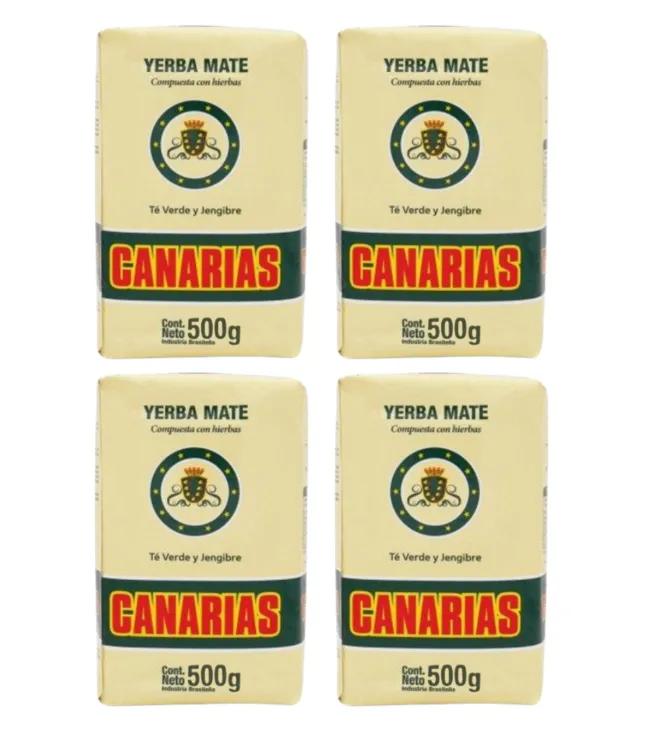 YERBA MATE
Compuesta con hierbas
Té Verde y Jengibre
CANARIAS
Cont.
Neto 500g
Industria Brasileña
YERBA MATE
Compuesta con hierbas
Té Verde y Jengibre
CANARIAS
Cont.
Neto 500g
Industria Brasileña
YERBA MATE
Compuesta con hierbas
Té Verde y Jengibre
CANARIAS
Cont.
Neto 500g
Industria Brasileña
YERBA MATE
Compuesta con hierbas
Té Verde y Jengibre
CANARIAS
Cont.
Neto 500g
Industria Brasileña